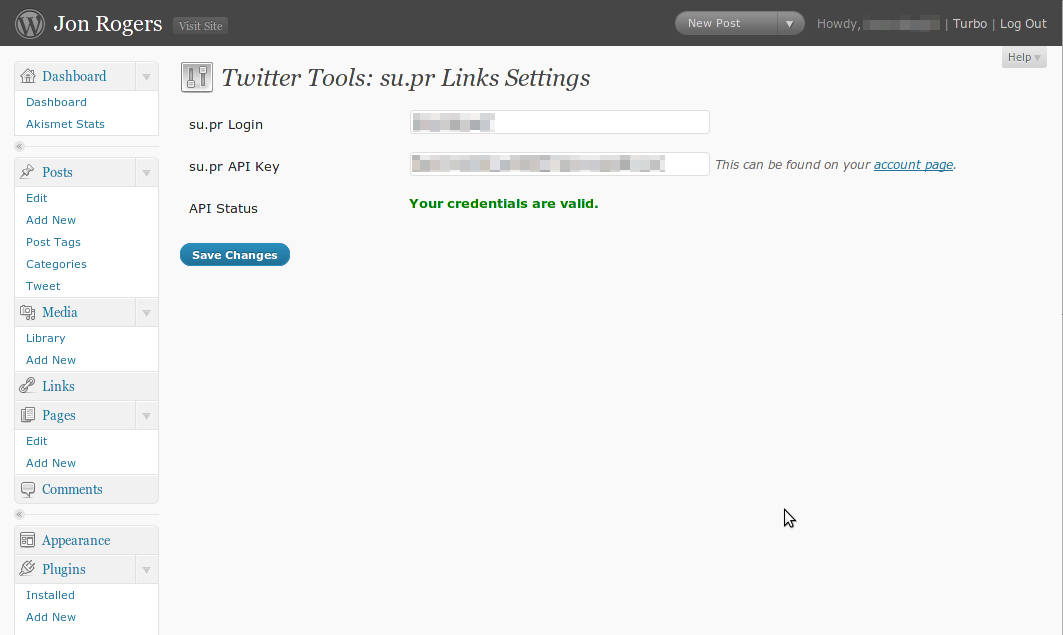 Jon Rogers Visit Site New Post Howdy, | Turbo | Log Out
Help
Dashboard
Dashboard
Akismet Stats
Posts
Edit
Add New
Post Tags
Categories
Tweet
Media
Library
Add New
Links
Pages
Edit
Add New
Comments
Appearance
Plugins
Installed
Add New
Twitter Tools: su.pr Links Settings
su.pr Login
su.pr API Key This can be found on your account page.
API Status Your credentials are valid.
Save Changes